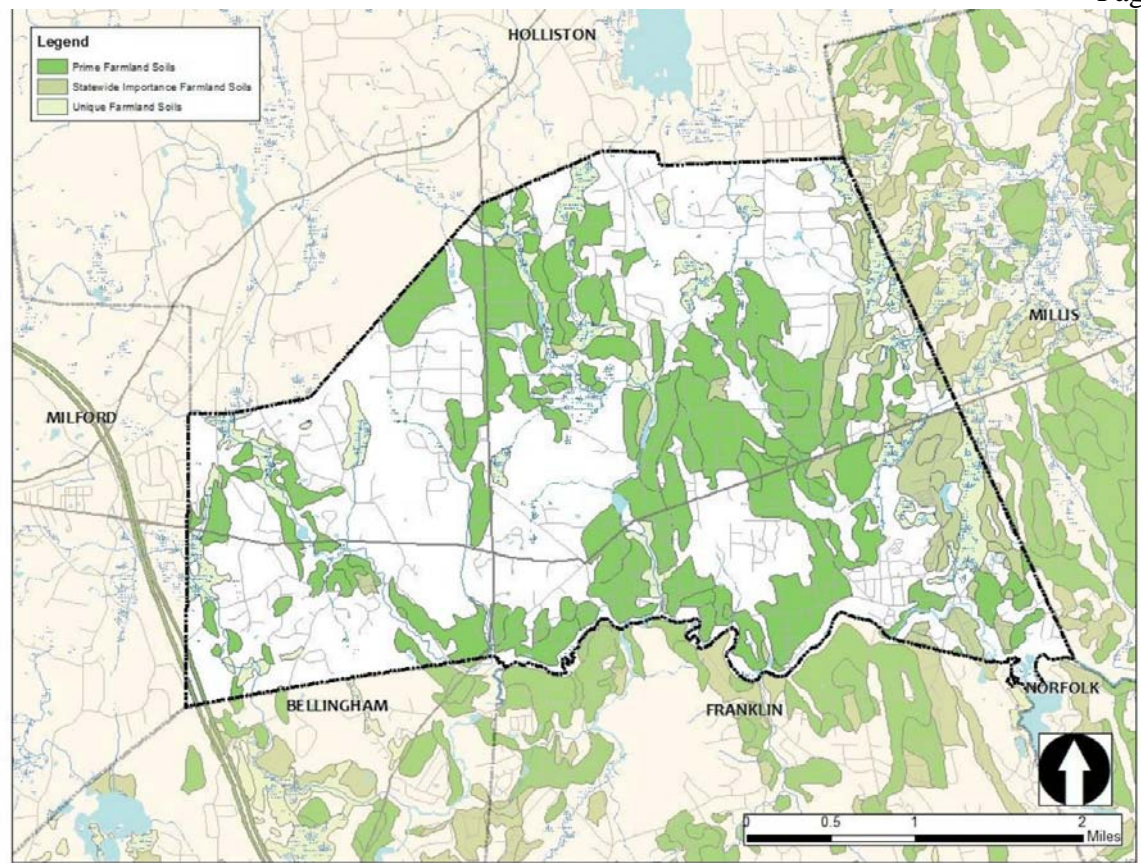 Legend
Prime Farmland Soils
Statewide Importance Farmland Soils
Unique Farmland Soils
HOLLISTON
MILLIS
MILFORD
BELLINGHAM
FRANKLIN
NORFOLK
0 0.5 1 2
Miles